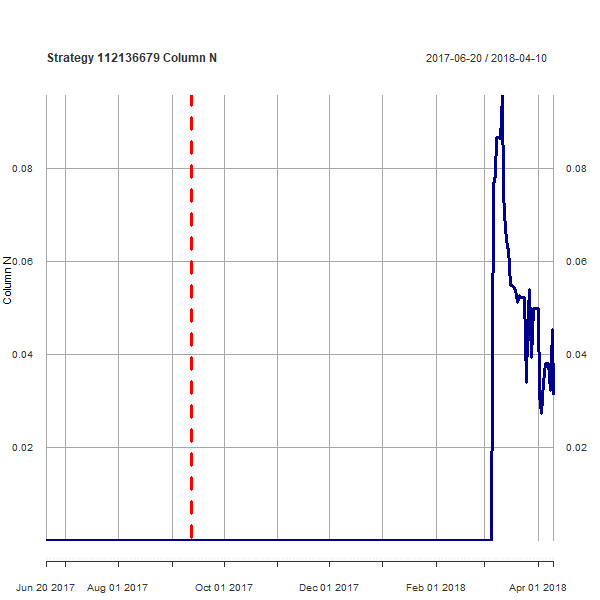 Strategy 112136679 Column N
2017-06-20 / 2018-04-10
Column N
0.08
0.06
0.04
0.02
0.08
0.06
0.04
0.02
Jun 20 2017
Aug 01 2017
Oct 01 2017
Dec 01 2017
Feb 01 2018
Apr 01 2018